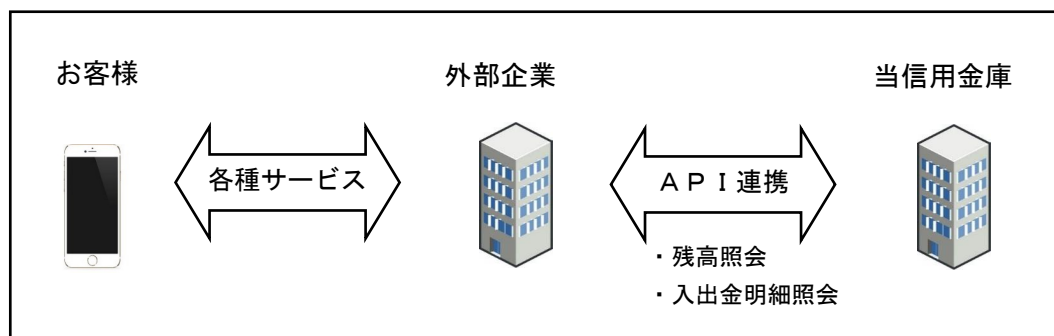 お客様
外部企業
当信用金庫
各種サービス
ＡＰＩ連携
・残高照会
・入出金明細照会